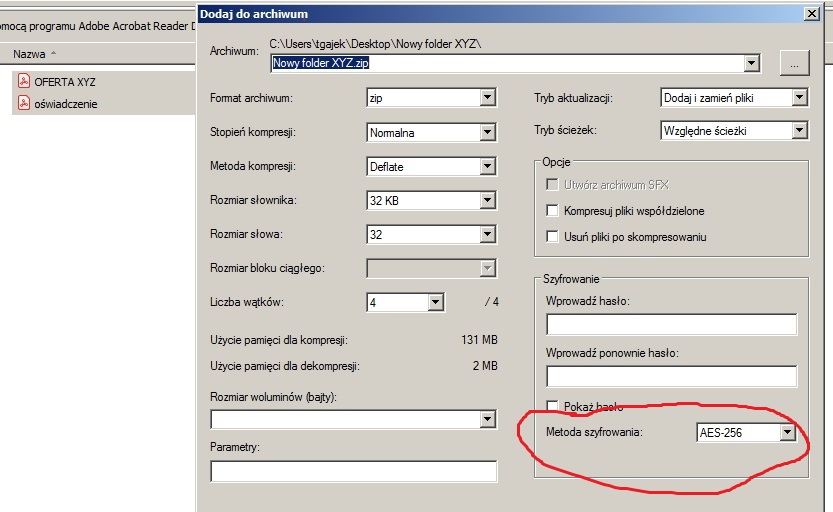 Dodaj do archiwum
omocą programu Adobe Acrobat Reader D
Nazwa
OFERTA XYZ
oświadczenie
Archiwum: C:\Users\tgajek\Desktop\Nowy folder XYZ\
Nowy folder XYZ.zip
...
Format archiwum: zip
Stopień kompresji: Normalna
Metoda kompresji: Deflate
Rozmiar słownika: 32 KB
Rozmiar słowa: 32
Rozmiar bloku ciągłego:
Liczba wątków: 4 / 4
Użycie pamięci dla kompresji: 131 MB
Użycie pamięci dla dekompresji: 2 MB
Rozmiar woluminów (bajty):
Parametry:
Tryb aktualizacji: Dodaj i zamień pliki
Tryb ścieżek: Względne ścieżki
Opcje
Utwórz archiwum SFX
Kompresuj pliki współdzielone
Usuń pliki po skompresowaniu
Szyfrowanie
Wprowadź hasło:
Wprowadź ponownie hasło:
Pokaż hasło
Metoda szyfrowania: AES-256